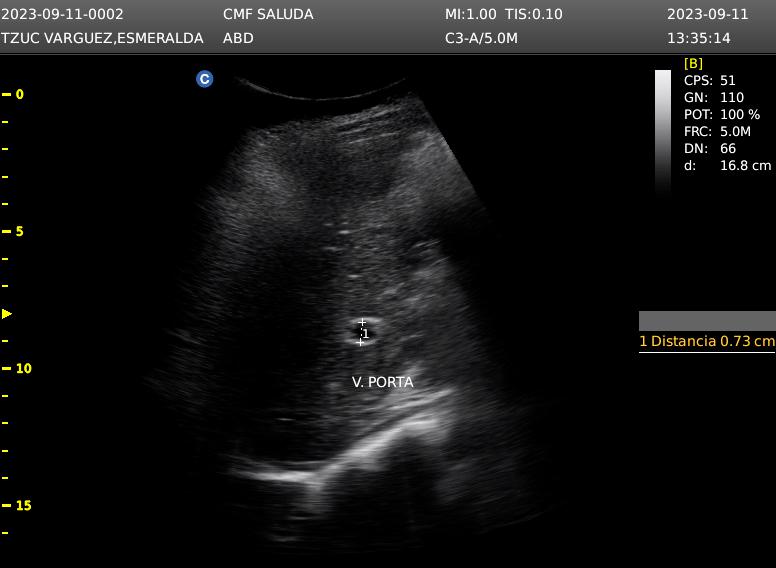 2023-09-11-0002 CMF SALUDA MI:1.00 TIS:0.10 2023-09-11
TZUC VARGUEZ,ESMERALDA ABD C3-A/5.0M 13:35:14
C
[B]
CPS: 51
GN: 110
POT: 100 %
FRC: 5.0M
DN: 66
d: 16.8 cm
0
5
10
15
1
V. PORTA
1 Distancia 0.73 cm